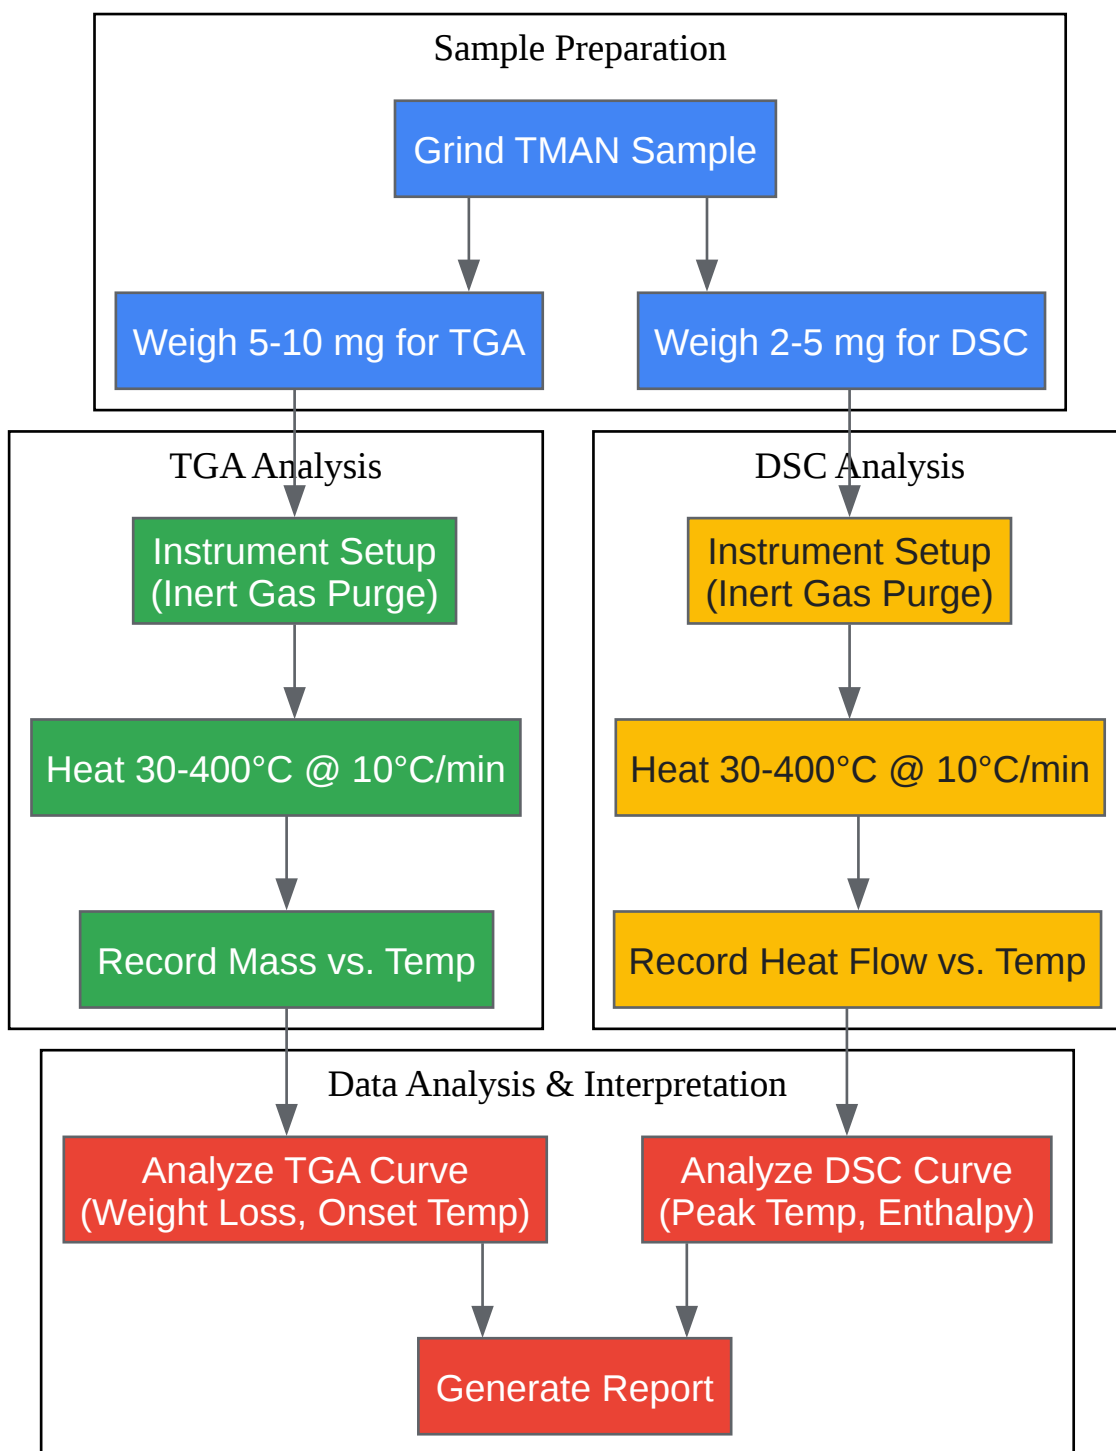 Sample Preparation
Grind TMAN Sample
Weigh 5-10 mg for TGA
Weigh 2-5 mg for DSC
TGA Analysis
Instrument Setup
(Inert Gas Purge)
Heat 30-400°C @ 10°C/min
Record Mass vs. Temp
DSC Analysis
Instrument Setup
(Inert Gas Purge)
Heat 30-400°C @ 10°C/min
Record Heat Flow vs. Temp
Data Analysis & Interpretation
Analyze TGA Curve
(Weight Loss, Onset Temp)
Analyze DSC Curve
(Peak Temp, Enthalpy)
Generate Report